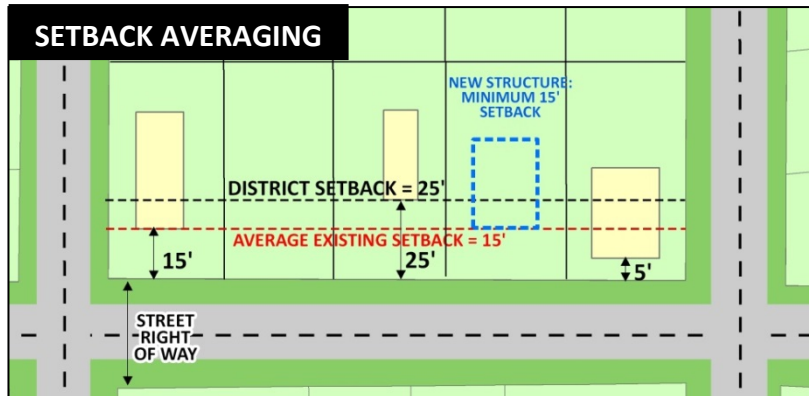 SETBACK AVERAGING
NEW STRUCTURE:
MINIMUM 15'
SETBACK
DISTRICT SETBACK = 25'
AVERAGE EXISTING SETBACK = 15'
15'
25'
5'
STREET
RIGHT
OF WAY